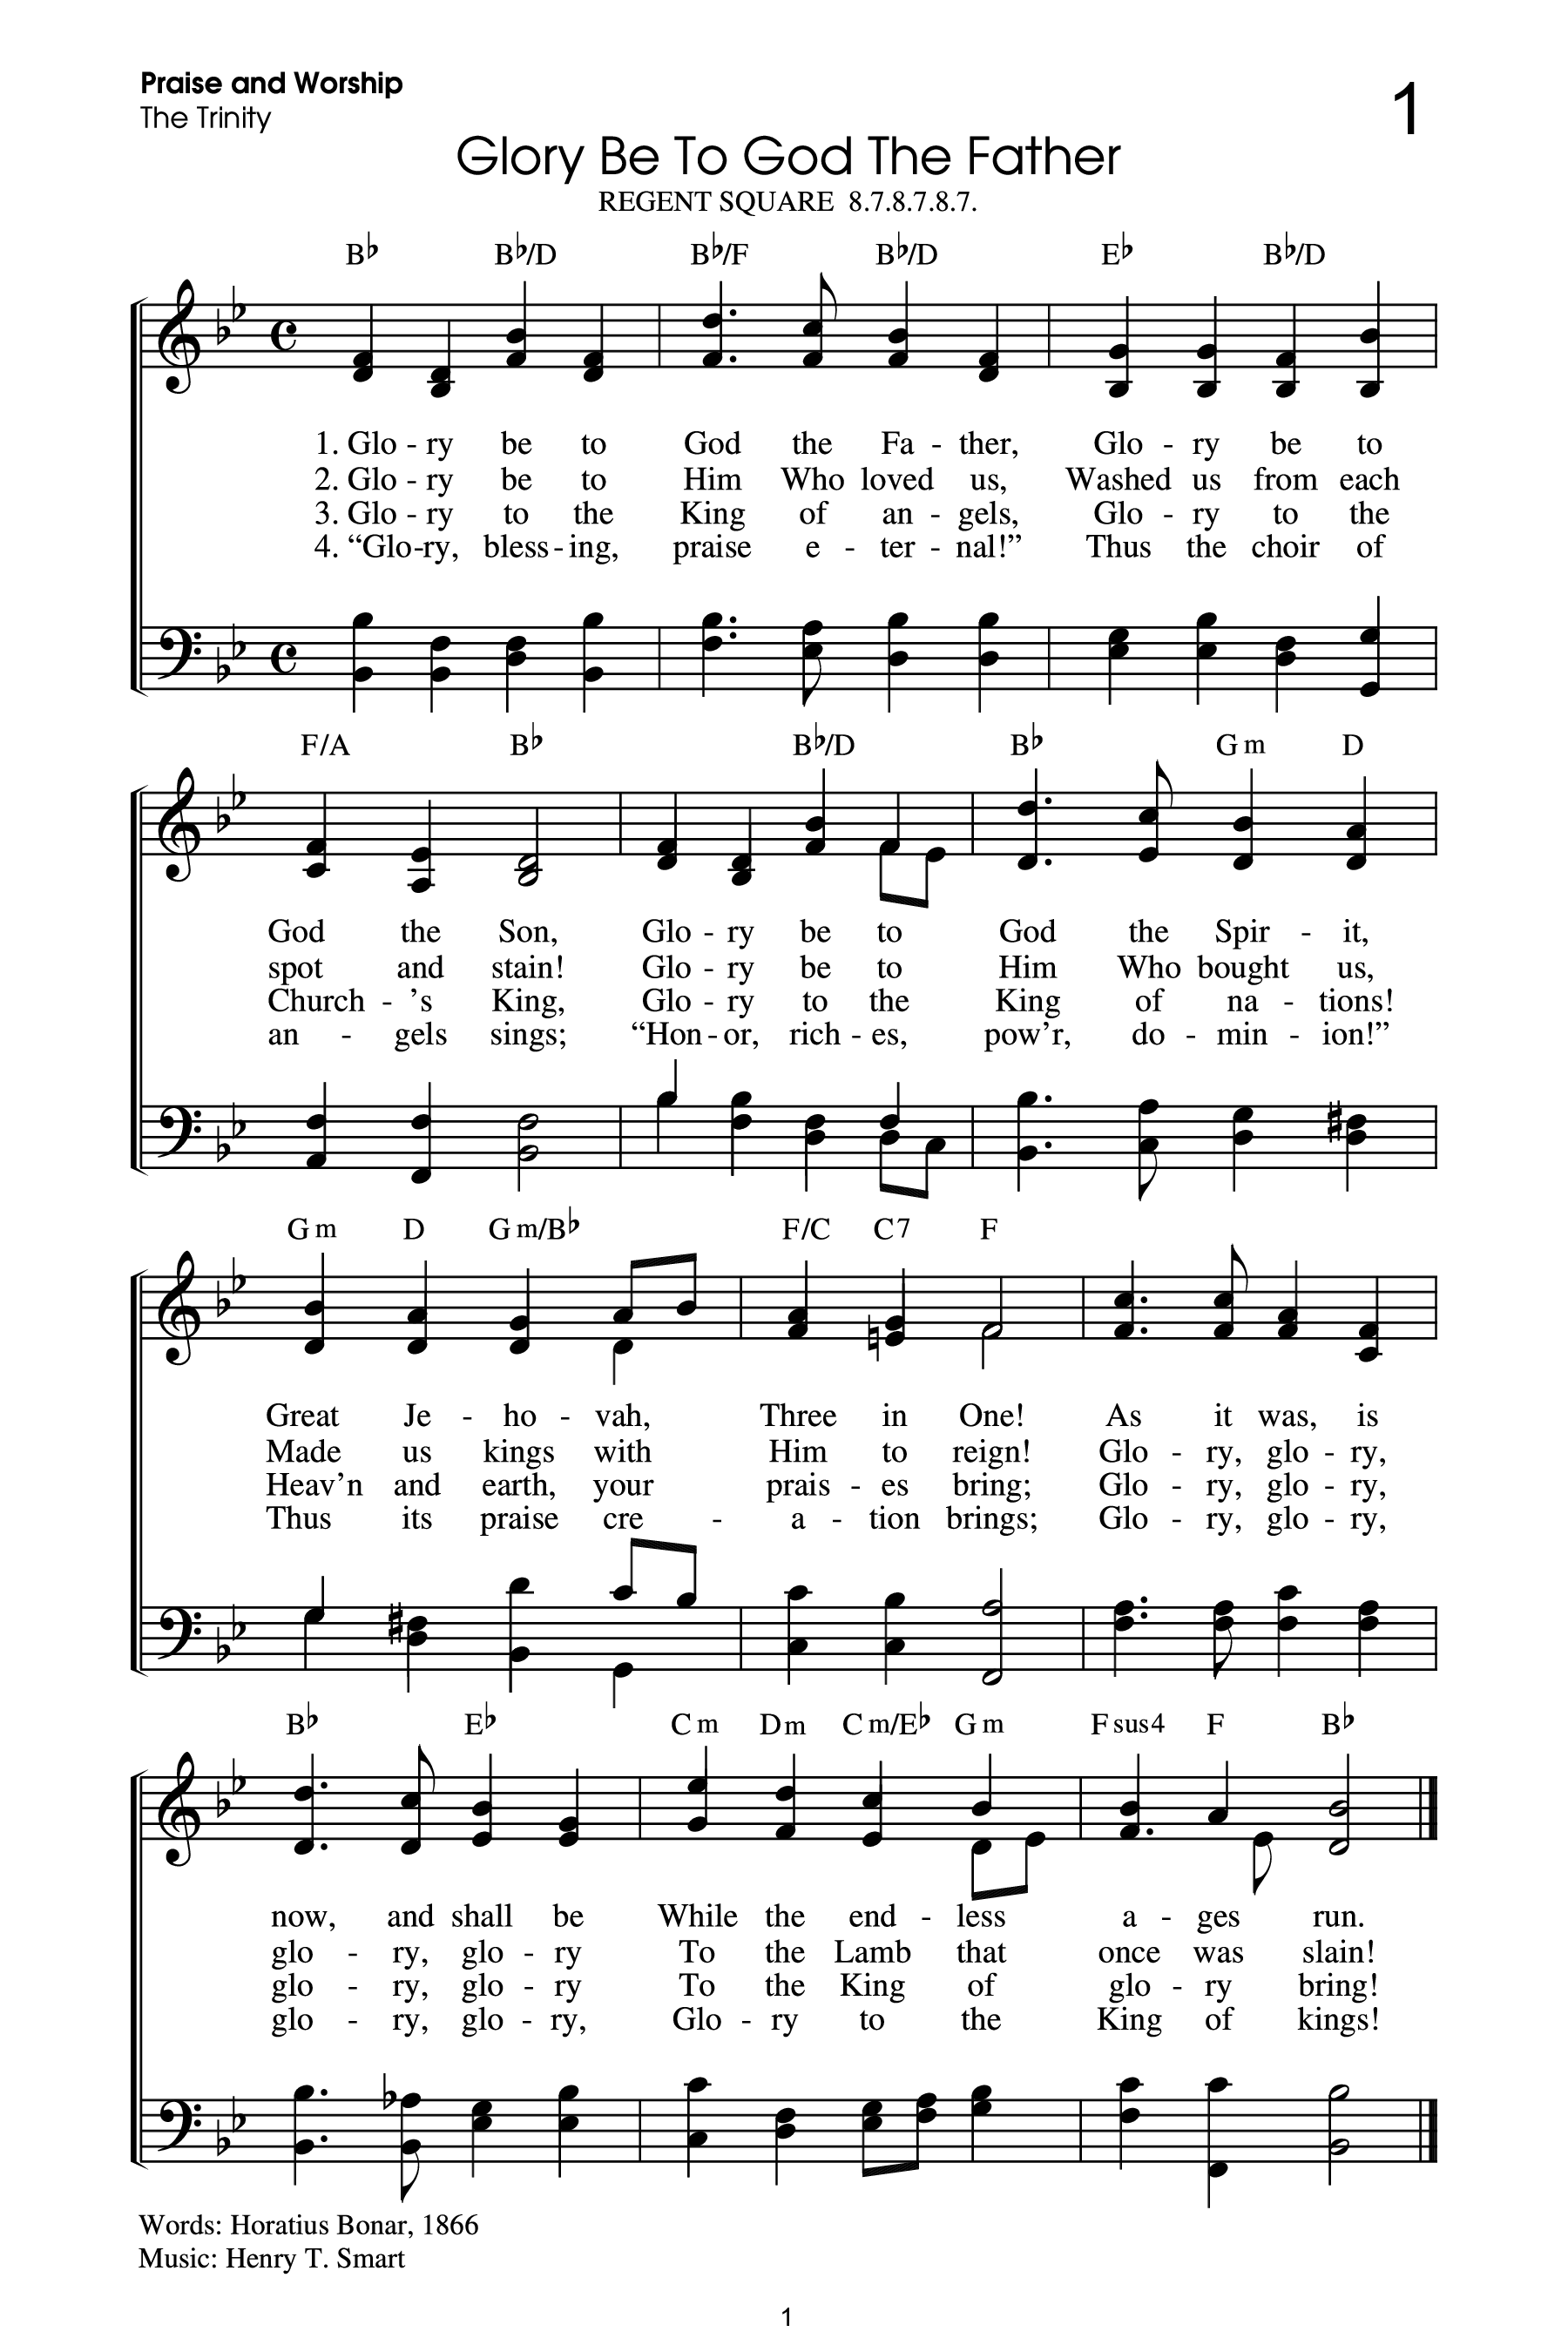 Praise and Worship
1
The Trinity
Glory Be To God The Father
REGENT SQUARE 8.7.8.7.8.7.
B♭ B♭/D B♭/F B♭/D E♭ B♭/D
1. Glo - ry be to God the Fa - ther, Glo - ry be to
2. Glo - ry be to Him Who loved us, Washed us from each
3. Glo - ry to the King of an - gels, Glo - ry to the
4. “Glo - ry, bless - ing, praise e - ter - nal!” Thus the choir of
F/A B♭ B♭/D B♭ Gm D
God the Son, Glo - ry be to God the Spir - it,
spot and stain! Glo - ry be to Him Who bought us,
Church - ’s King, Glo - ry to the King of na - tions!
an - gels sings; “Hon - or, rich - es, pow’r, do - min - ion!”
Gm D Gm/B♭ F/C C7 F
Great Je - ho - vah, Three in One! As it was, is
Made us kings with Him to reign! Glo - ry, glo - ry,
Heav’n and earth, your prais - es bring; Glo - ry, glo - ry,
Thus its praise cre - a - tion brings; Glo - ry, glo - ry,
B♭ E♭ Cm Dm Cm/E♭ Gm Fsus4 F B♭
now, and shall be While the end - less a - ges run.
glo - ry, glo - ry To the Lamb that once was slain!
glo - ry, glo - ry To the King of glo - ry bring!
glo - ry, glo - ry, Glo - ry to the King of kings!
Words: Horatius Bonar, 1866
Music: Henry T. Smart
1